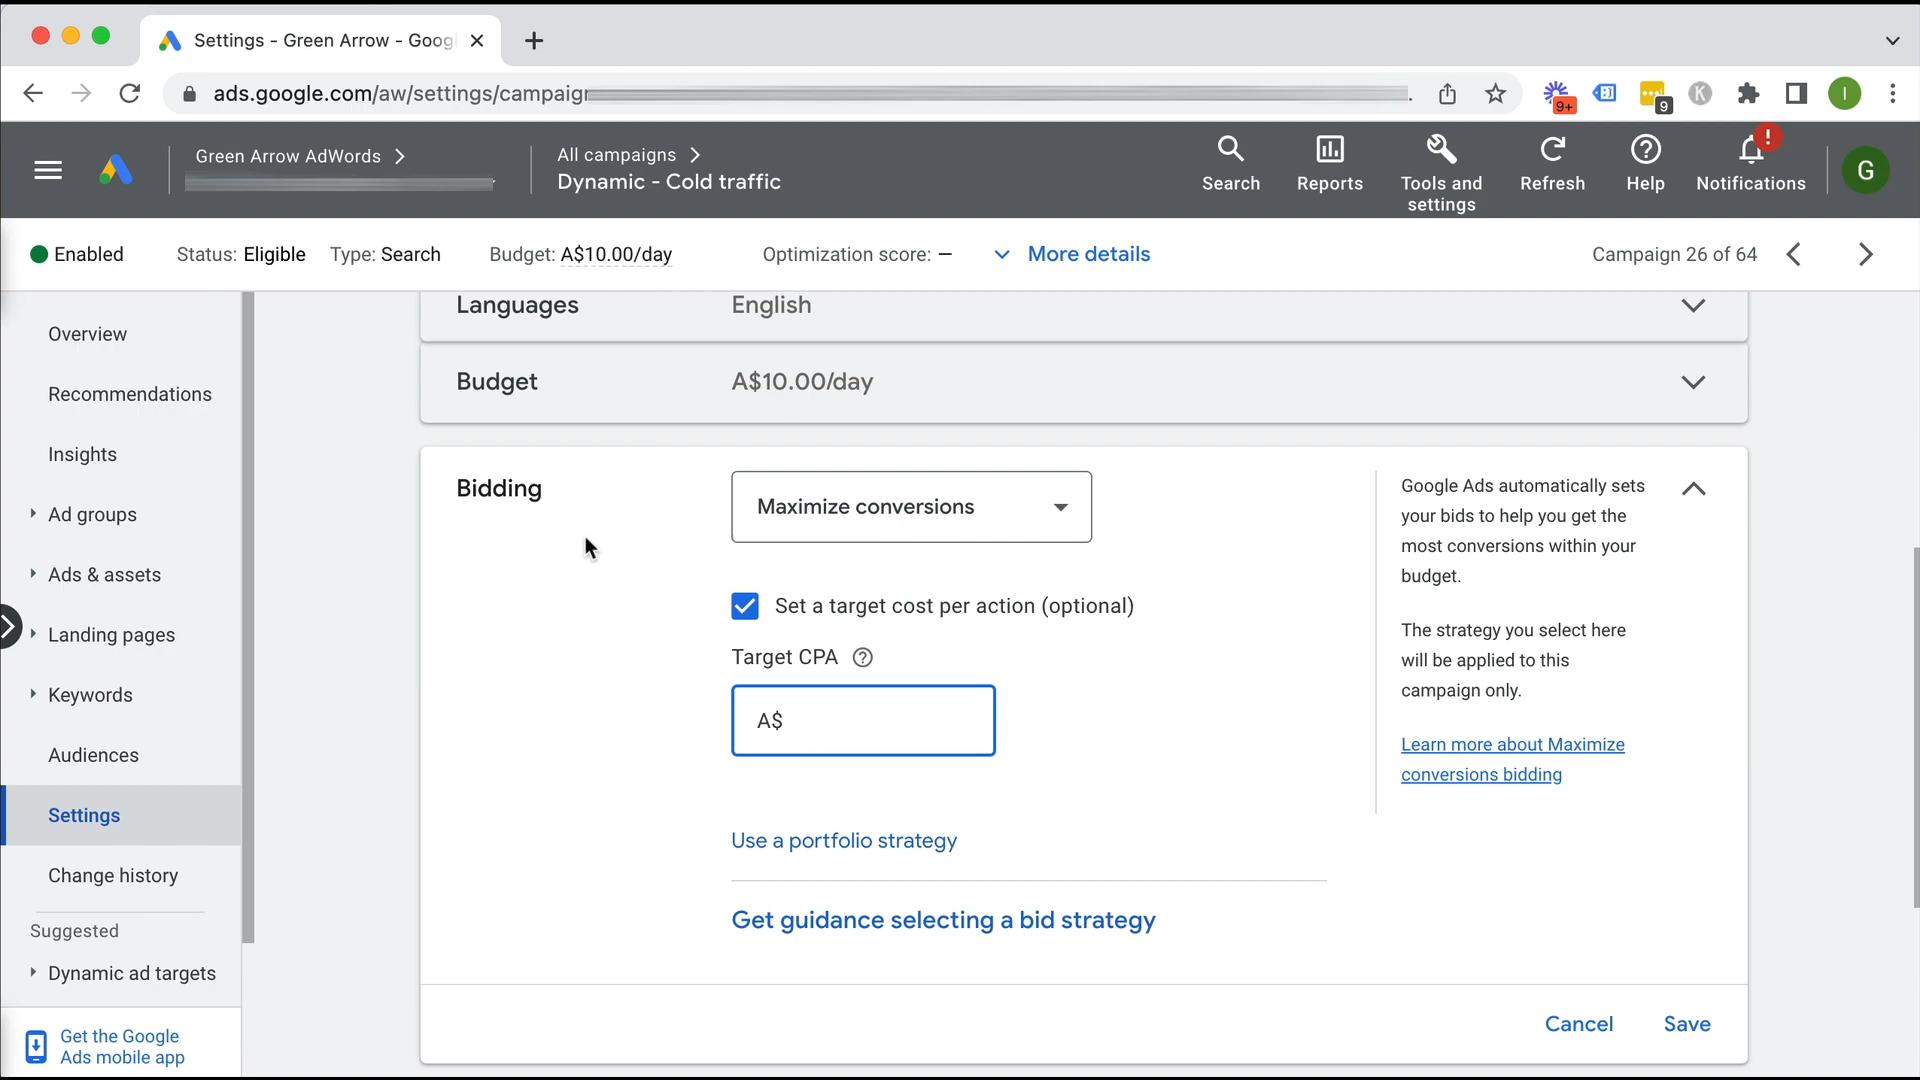 Settings - Green Arrow - Goog
ads.google.com/aw/settings/campaign
9+
9
K
I
Green Arrow AdWords
All campaigns
Dynamic - Cold traffic
Search
Reports
Tools and
settings
Refresh
Help
!
Notifications
G
Enabled
Status: Eligible
Type: Search
Budget: A$10.00/day
Optimization score: –
More details
Campaign 26 of 64
Overview
Recommendations
Insights
Ad groups
Ads & assets
Landing pages
Keywords
Audiences
Settings
Change history
Suggested
Dynamic ad targets
Get the Google
Ads mobile app
Languages
English
Budget
A$10.00/day
Bidding
Maximize conversions
Set a target cost per action (optional)
Target CPA
A$
Use a portfolio strategy
Get guidance selecting a bid strategy
Google Ads automatically sets
your bids to help you get the
most conversions within your
budget.
The strategy you select here
will be applied to this
campaign only.
Learn more about Maximize
conversions bidding
Cancel
Save